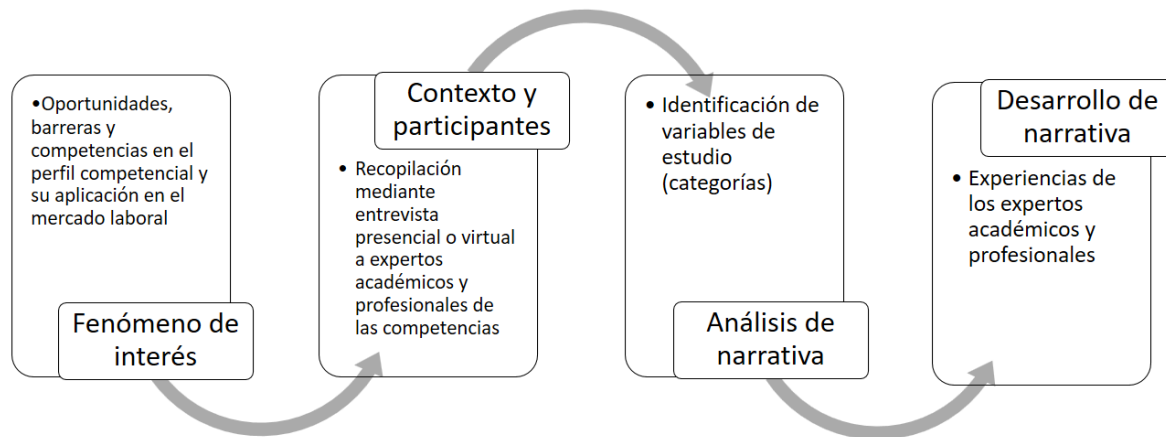 •Oportunidades,
barreras y
competencias en el
perfil competencial y
su aplicación en el
mercado laboral
Fenómeno de
interés
Contexto y
participantes
• Recopilación
mediante
entrevista
presencial o virtual
a expertos
académicos y
profesionales de
las competencias
• Identificación de
variables de
estudio
(categorías)
Análisis de
narrativa
Desarrollo de
narrativa
• Experiencias de
los expertos
académicos y
profesionales